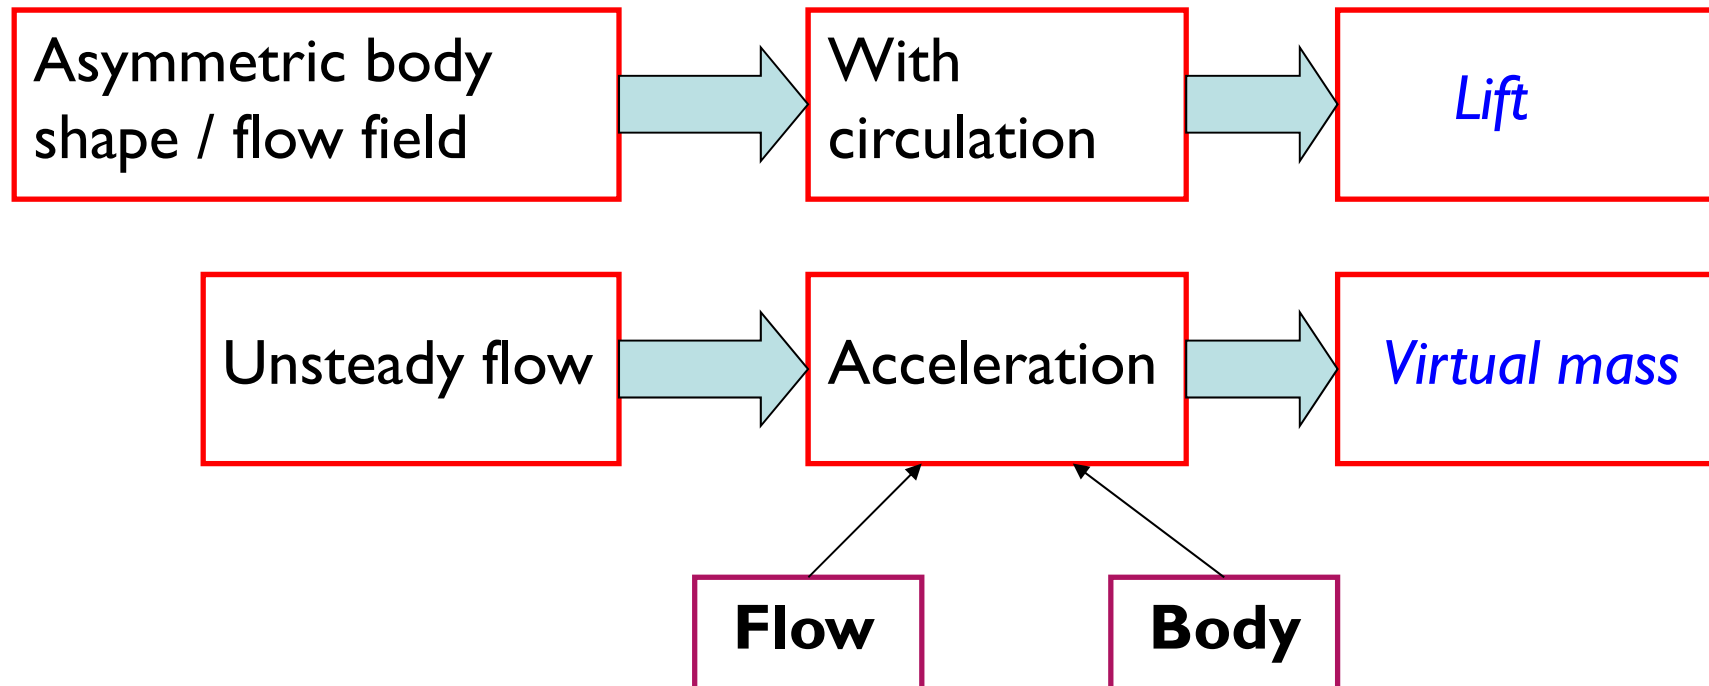 Asymmetric body
shape / flow field
With
circulation
Lift
Unsteady flow
Acceleration
Virtual mass
Flow
Body